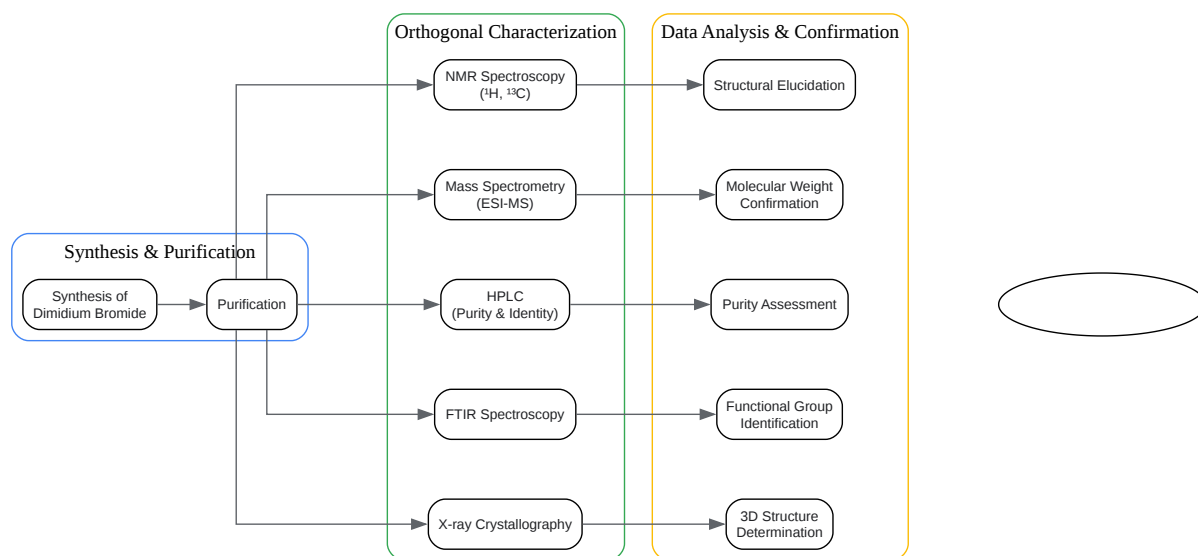 Orthogonal Characterization
Data Analysis & Confirmation
NMR Spectroscopy
(¹H, ¹³C)
Structural Elucidation
Mass Spectrometry
(ESI-MS)
Molecular Weight
Confirmation
Synthesis & Purification
Synthesis of
Dimidium Bromide
Purification
HPLC
(Purity & Identity)
Purity Assessment
FTIR Spectroscopy
Functional Group
Identification
X-ray Crystallography
3D Structure
Determination